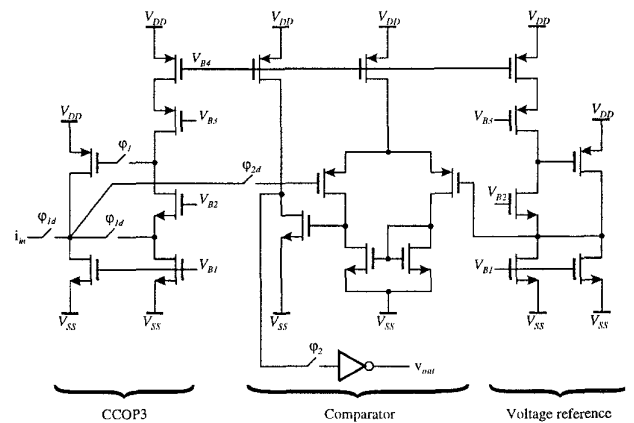 V_DD V_DD V_DD V_DD
V_B4
V_DD V_B3 V_B3 V_DD
φ_1
φ_2d
V_B2 V_B2
i_in φ_1d φ_1d
V_B1 V_B1
V_SS V_SS V_SS V_SS V_SS V_SS
φ_2 v_out
CCOP3 Comparator Voltage reference